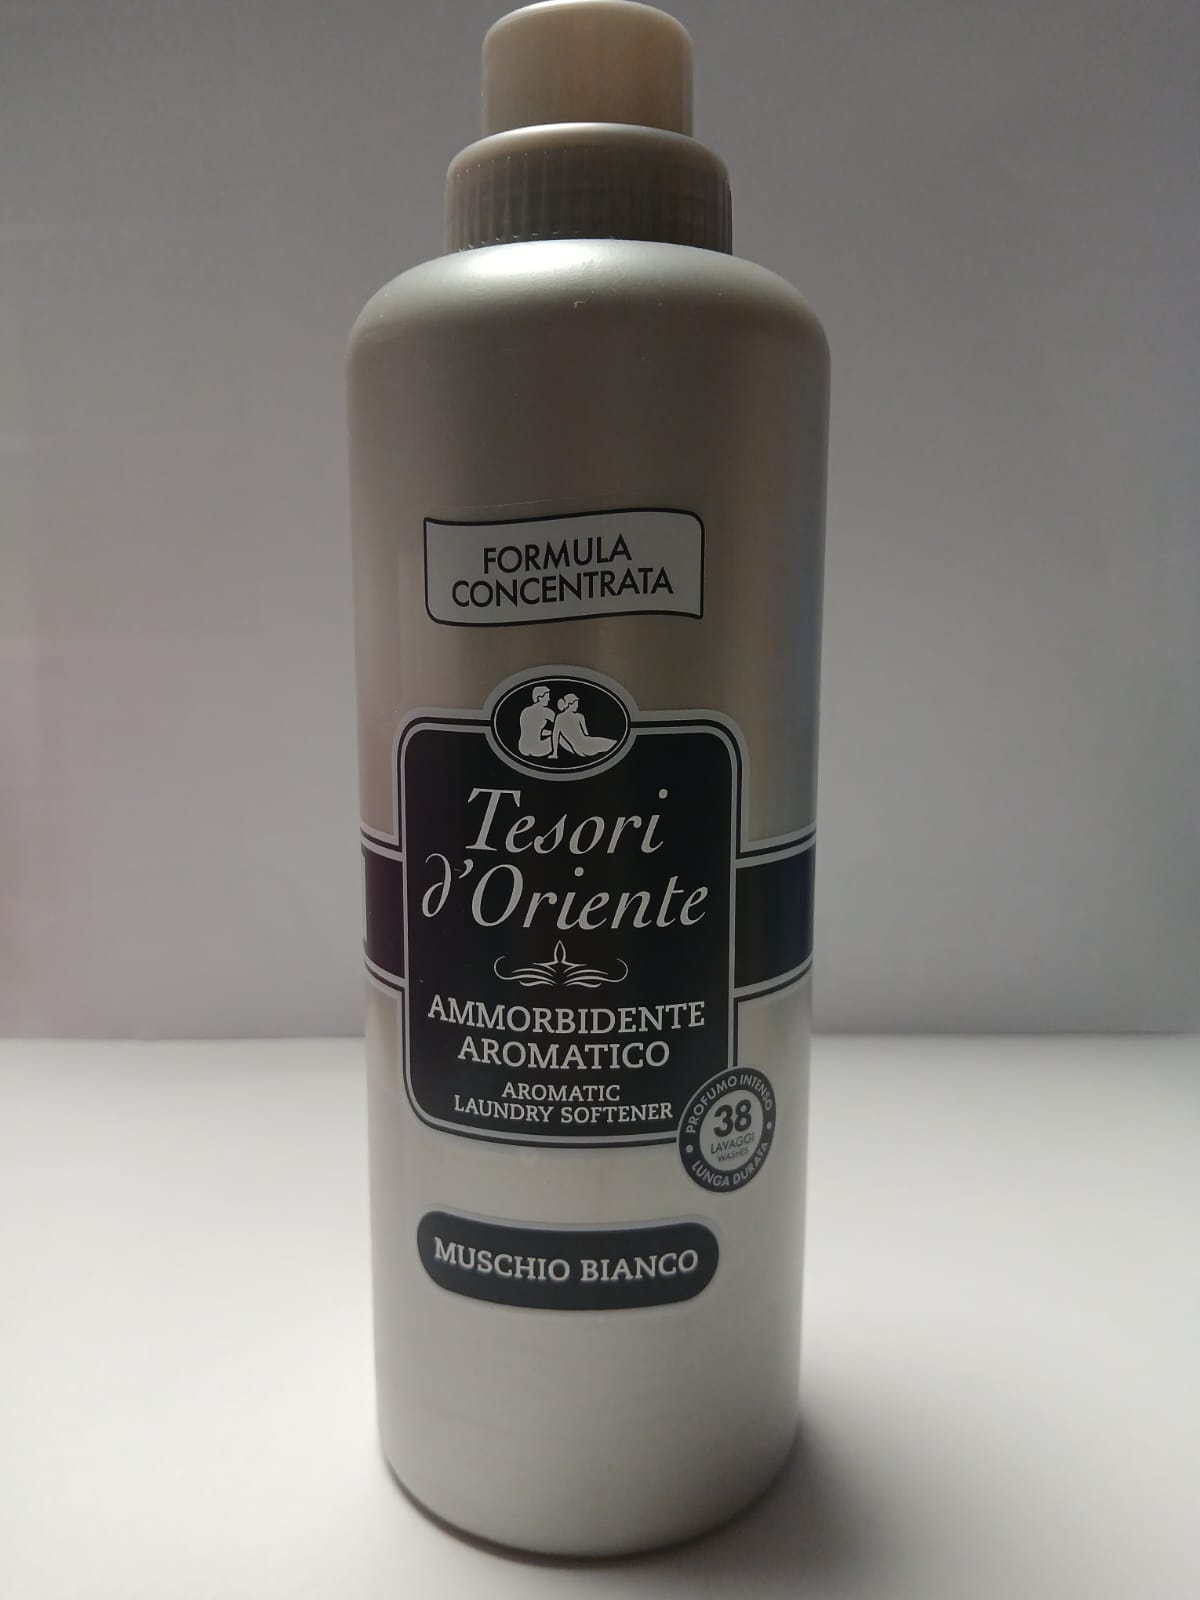 FORMULA
CONCENTRATA
Tesori
d'Oriente
AMMORBIDENTE
AROMATICO
AROMATIC
LAUNDRY SOFTENER
PROFUMO INTENSO
38
LAVAGGI
WASHES
LUNGA DURATA
MUSCHIO BIANCO